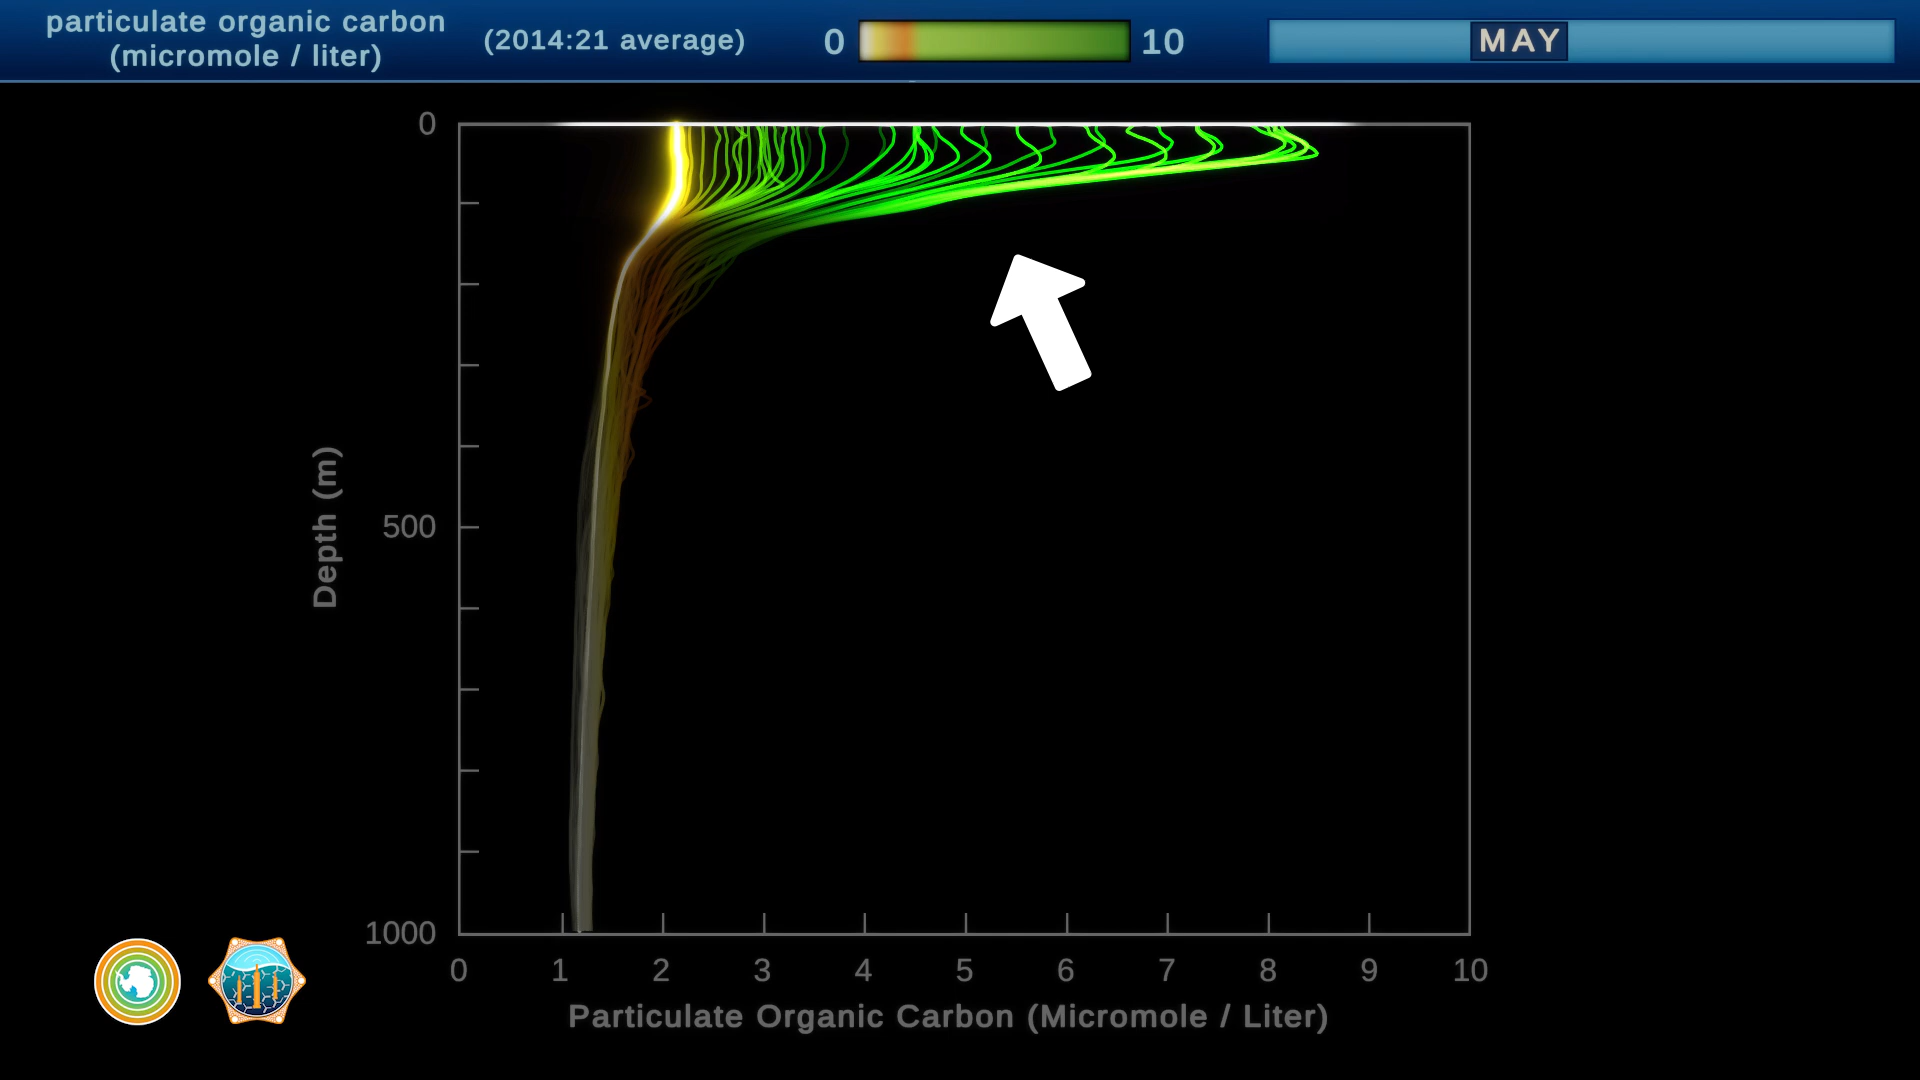 particulate organic carbon
(micromole / liter)
(2014:21 average)
0
10
MAY
0
500
1000
Depth (m)
0 1 2 3 4 5 6 7 8 9 10
Particulate Organic Carbon (Micromole / Liter)